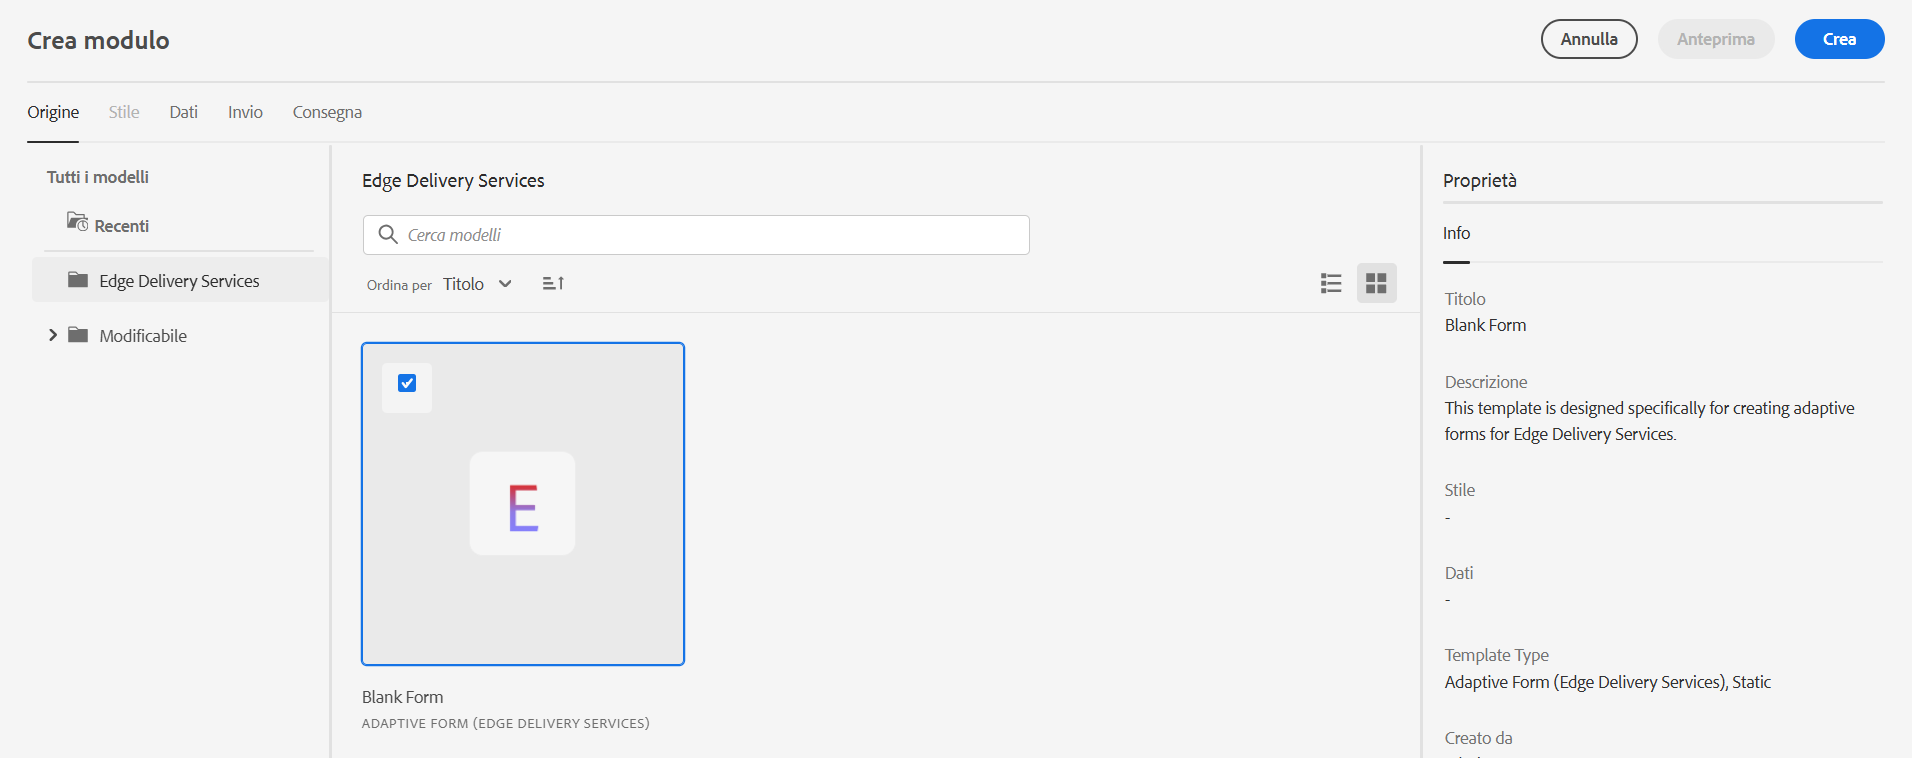 Crea modulo
Annulla
Anteprima
Crea
Origine
Stile
Dati
Invio
Consegna
Tutti i modelli
Recenti
Edge Delivery Services
Modificabile
Edge Delivery Services
Cerca modelli
Ordina per Titolo
E
Blank Form
ADAPTIVE FORM (EDGE DELIVERY SERVICES)
Proprietà
Info
Titolo
Blank Form
Descrizione
This template is designed specifically for creating adaptive
forms for Edge Delivery Services.
Stile
-
Dati
-
Template Type
Adaptive Form (Edge Delivery Services), Static
Creato da